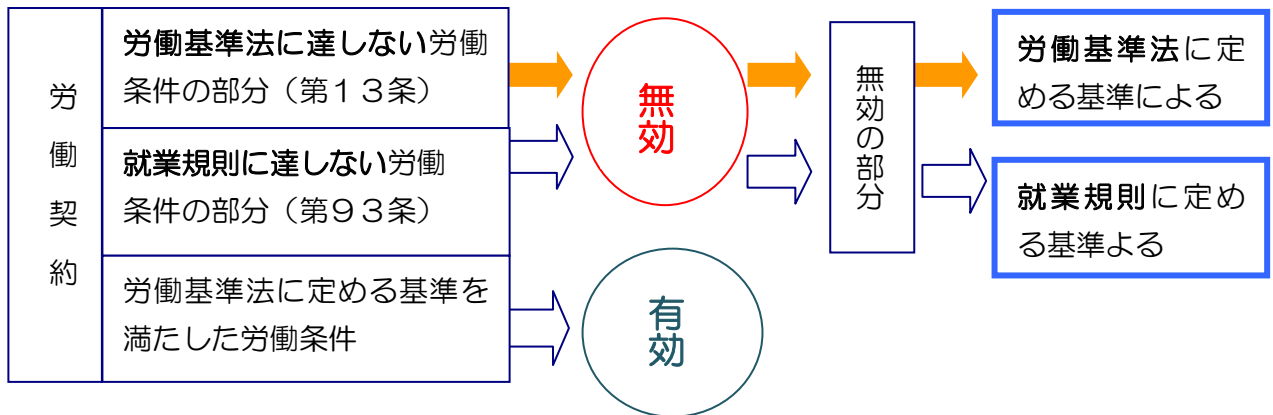 労働契約
労働基準法に達しない労働
条件の部分（第１３条）
就業規則に達しない労働
条件の部分（第９３条）
労働基準法に定める基準を
満たした労働条件
無効
有効
無効の部分
労働基準法に定
める基準による
就業規則に定め
る基準よる